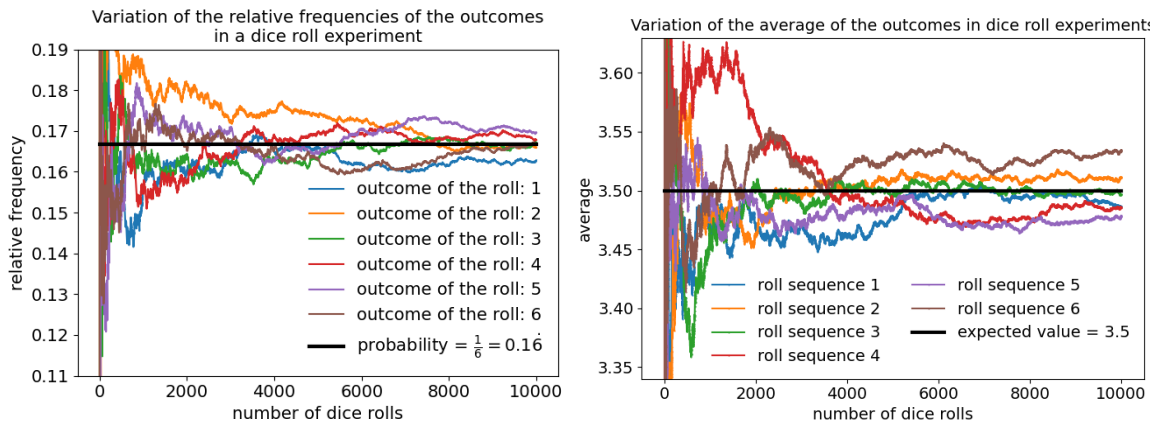 Variation of the relative frequencies of the outcomes
in a dice roll experiment
0.19
0.18
0.17
0.16
0.15
0.14
0.13
0.12
0.11
relative frequency
outcome of the roll: 1
outcome of the roll: 2
outcome of the roll: 3
outcome of the roll: 4
outcome of the roll: 5
outcome of the roll: 6
probability = 1/6 = 0.16̇
0 2000 4000 6000 8000 10000
number of dice rolls
Variation of the average of the outcomes in dice roll experiments
3.60
3.55
3.50
3.45
3.40
3.35
average
roll sequence 1
roll sequence 2
roll sequence 3
roll sequence 4
roll sequence 5
roll sequence 6
expected value = 3.5
0 2000 4000 6000 8000 10000
number of dice rolls